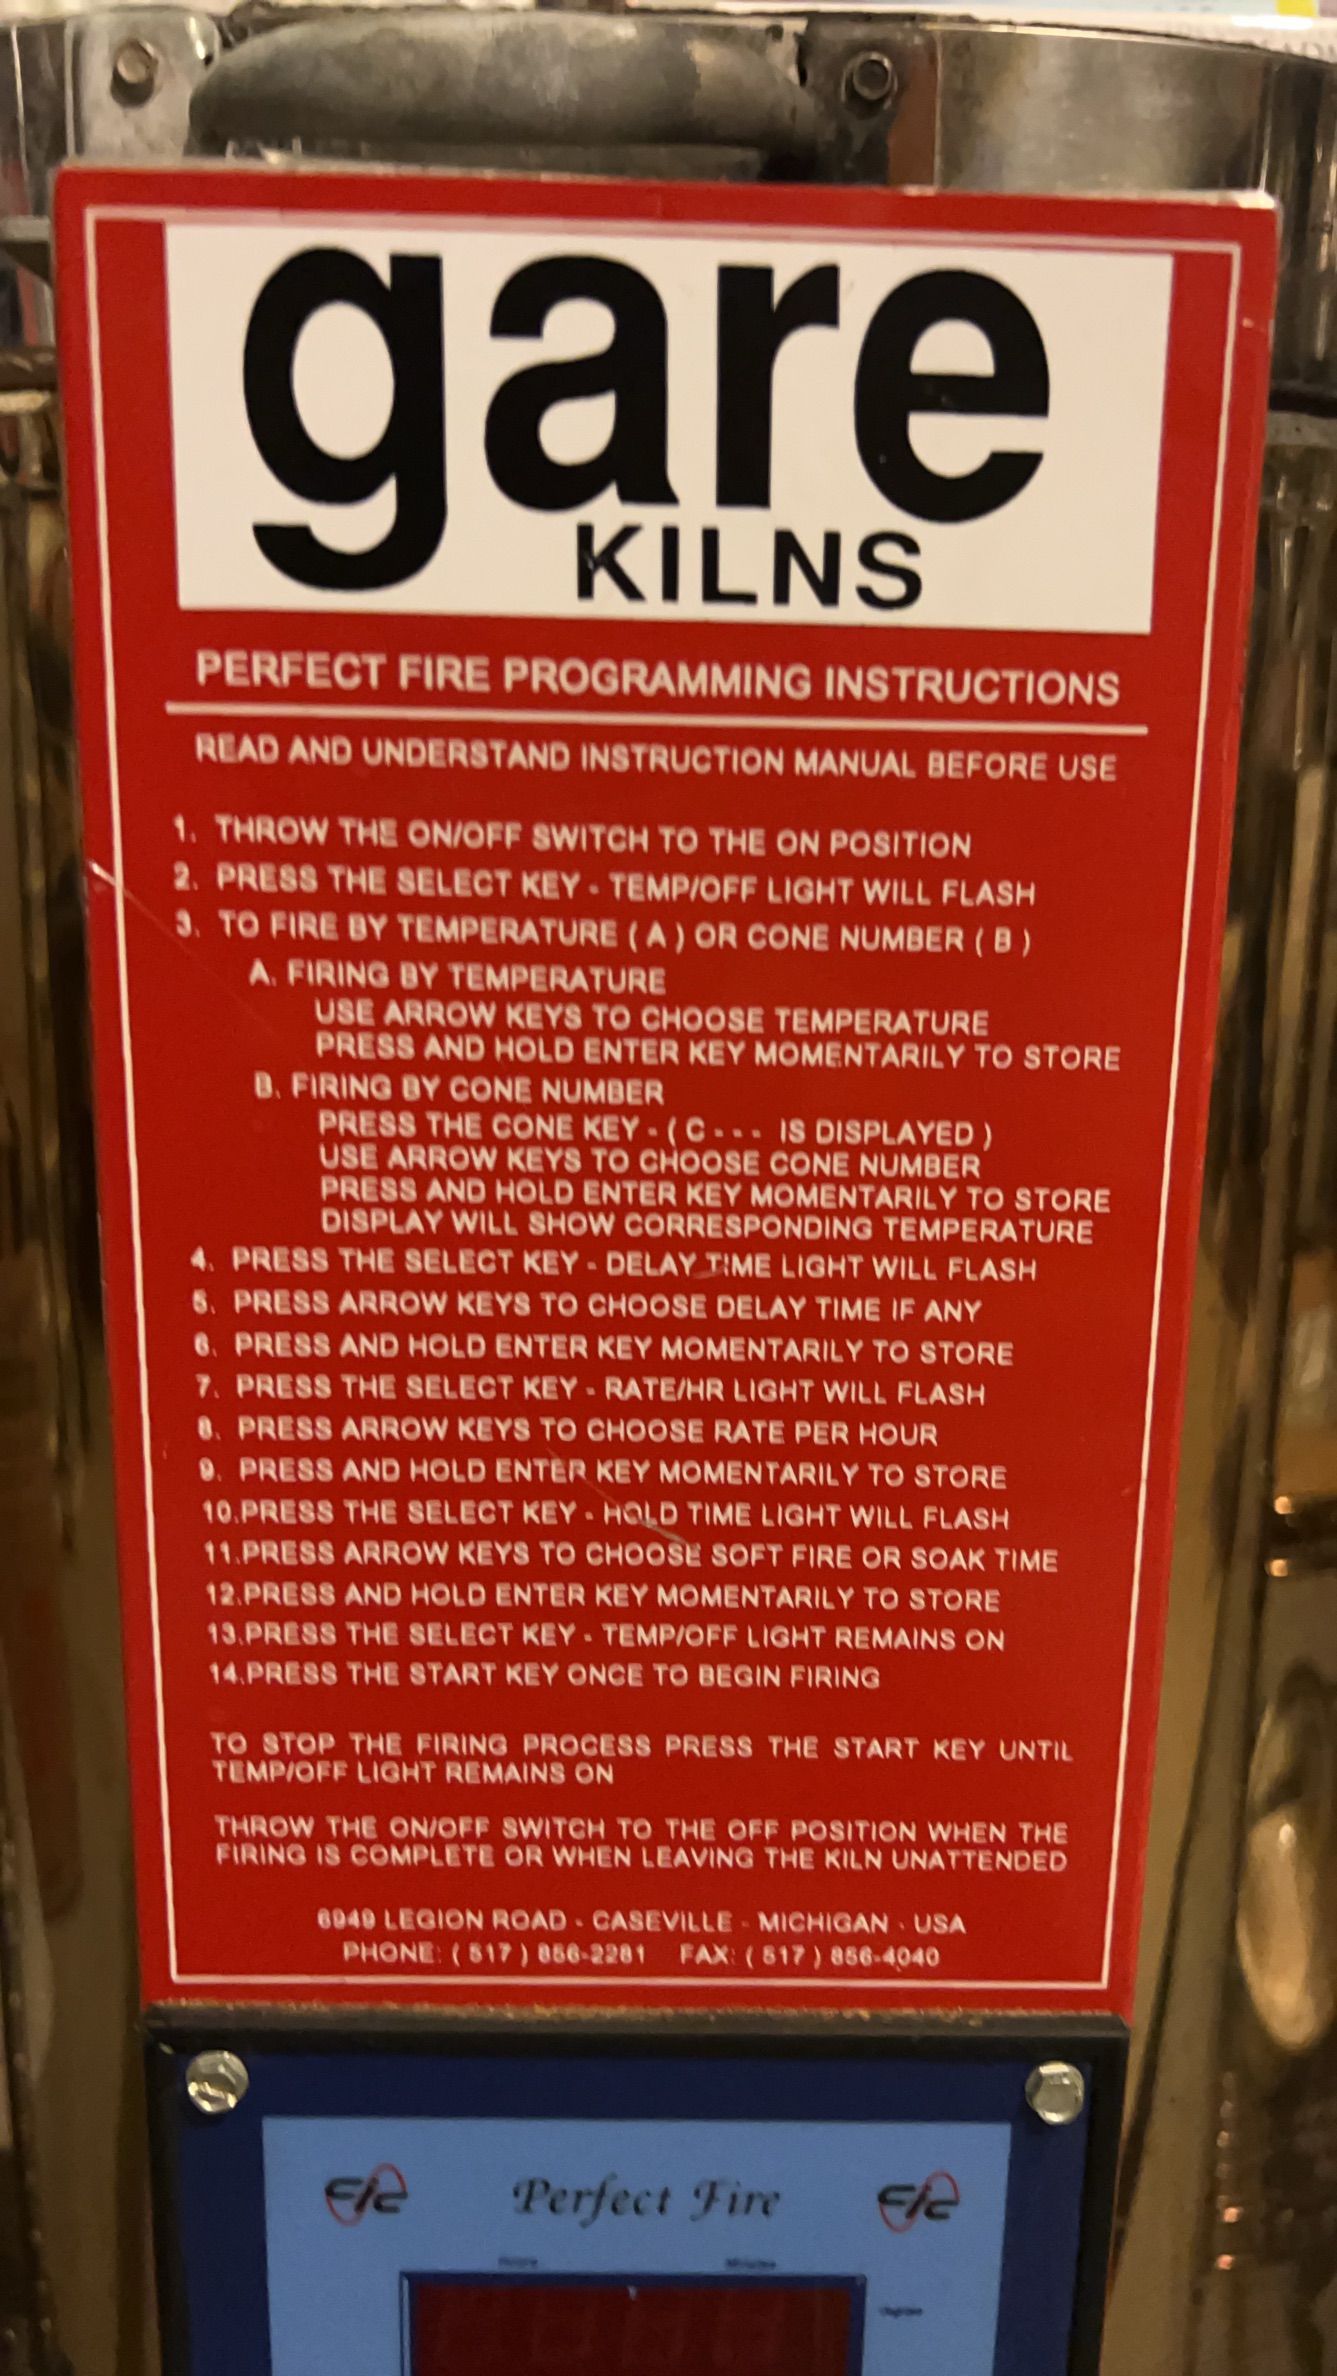 gare
KILNS
PERFECT FIRE PROGRAMMING INSTRUCTIONS
READ AND UNDERSTAND INSTRUCTION MANUAL BEFORE USE
1. THROW THE ON/OFF SWITCH TO THE ON POSITION
2. PRESS THE SELECT KEY - TEMP/OFF LIGHT WILL FLASH
3. TO FIRE BY TEMPERATURE ( A ) OR CONE NUMBER ( B )
A. FIRING BY TEMPERATURE
USE ARROW KEYS TO CHOOSE TEMPERATURE
PRESS AND HOLD ENTER KEY MOMENTARILY TO STORE
B. FIRING BY CONE NUMBER
PRESS THE CONE KEY - ( C - - - IS DISPLAYED )
USE ARROW KEYS TO CHOOSE CONE NUMBER
PRESS AND HOLD ENTER KEY MOMENTARILY TO STORE
DISPLAY WILL SHOW CORRESPONDING TEMPERATURE
4. PRESS THE SELECT KEY - DELAY TIME LIGHT WILL FLASH
5. PRESS ARROW KEYS TO CHOOSE DELAY TIME IF ANY
6. PRESS AND HOLD ENTER KEY MOMENTARILY TO STORE
7. PRESS THE SELECT KEY - RATE/HR LIGHT WILL FLASH
8. PRESS ARROW KEYS TO CHOOSE RATE PER HOUR
9. PRESS AND HOLD ENTER KEY MOMENTARILY TO STORE
10.PRESS THE SELECT KEY - HOLD TIME LIGHT WILL FLASH
11.PRESS ARROW KEYS TO CHOOSE SOFT FIRE OR SOAK TIME
12.PRESS AND HOLD ENTER KEY MOMENTARILY TO STORE
13.PRESS THE SELECT KEY - TEMP/OFF LIGHT REMAINS ON
14.PRESS THE START KEY ONCE TO BEGIN FIRING
TO STOP THE FIRING PROCESS PRESS THE START KEY UNTIL
TEMP/OFF LIGHT REMAINS ON
THROW THE ON/OFF SWITCH TO THE OFF POSITION WHEN THE
FIRING IS COMPLETE OR WHEN LEAVING THE KILN UNATTENDED
6949 LEGION ROAD - CASEVILLE - MICHIGAN - USA
PHONE: ( 517 ) 856-2281 FAX: ( 517 ) 856-4040
Perfect Fire